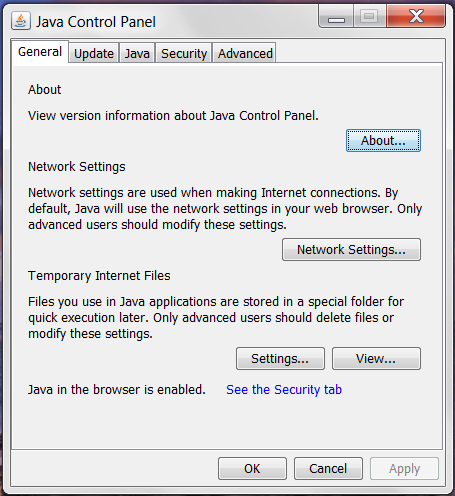 Java Control Panel
General Update Java Security Advanced
About
View version information about Java Control Panel.
About...
Network Settings
Network settings are used when making Internet connections. By
default, Java will use the network settings in your web browser. Only
advanced users should modify these settings.
Network Settings...
Temporary Internet Files
Files you use in Java applications are stored in a special folder for
quick execution later. Only advanced users should delete files or
modify these settings.
Settings... View...
Java in the browser is enabled. See the Security tab
OK Cancel Apply